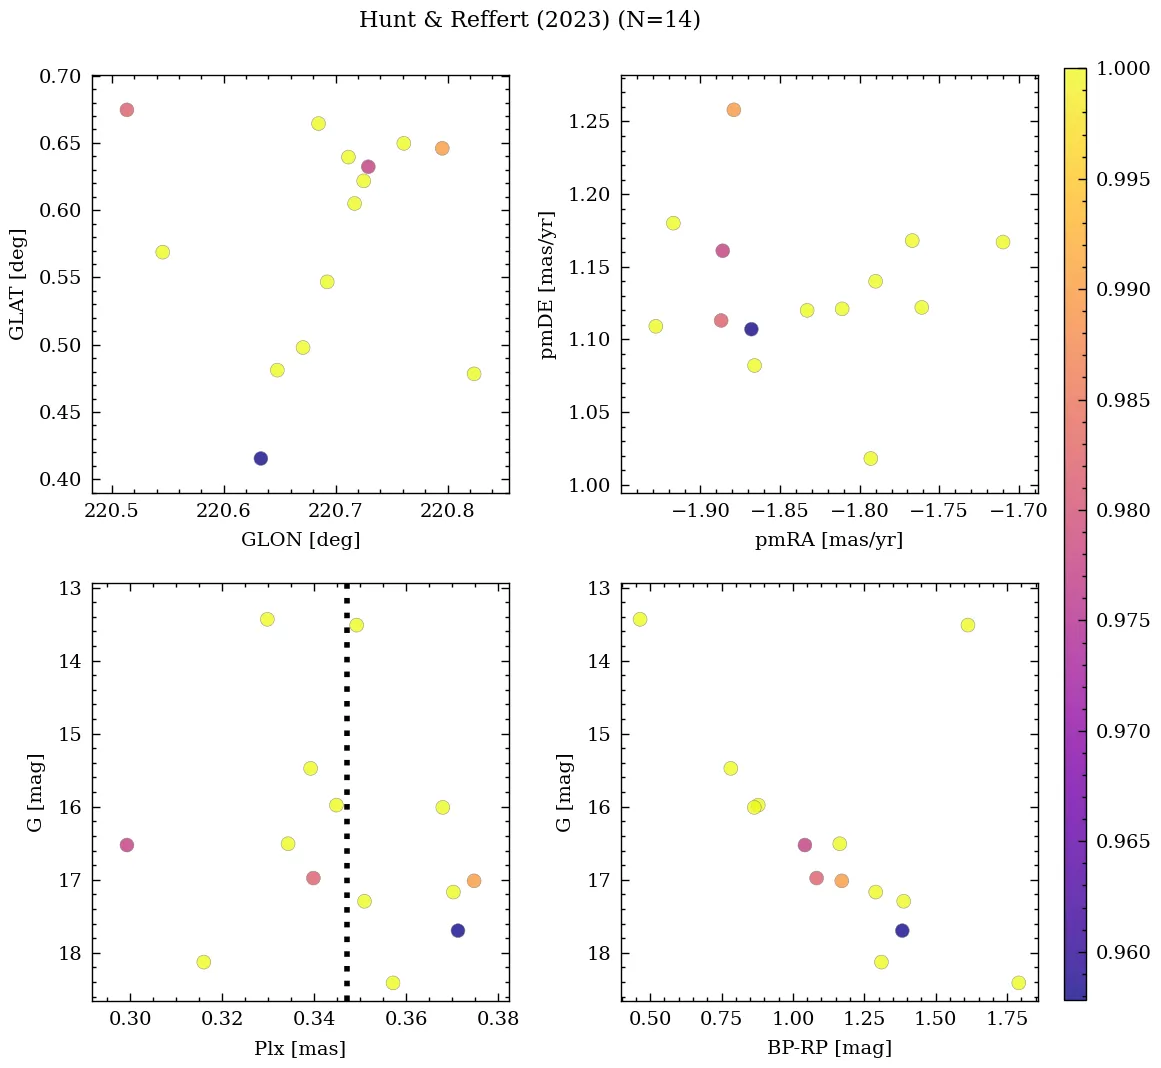 Hunt & Reffert (2023) (N=14)
0.70
0.65
0.60
0.55
0.50
0.45
0.40
GLAT [deg]
220.5 220.6 220.7 220.8
GLON [deg]
1.25
1.20
1.15
1.10
1.05
1.00
pmDE [mas/yr]
−1.90 −1.85 −1.80 −1.75 −1.70
pmRA [mas/yr]
13
14
15
16
17
18
G [mag]
0.30 0.32 0.34 0.36 0.38
Plx [mas]
13
14
15
16
17
18
G [mag]
0.50 0.75 1.00 1.25 1.50 1.75
BP-RP [mag]
1.000
0.995
0.990
0.985
0.980
0.975
0.970
0.965
0.960